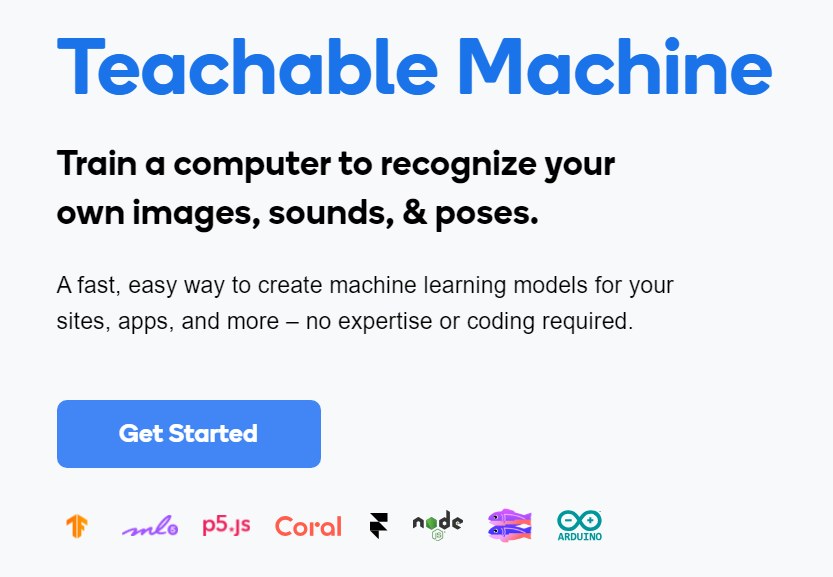 Teachable Machine
Train a computer to recognize your
own images, sounds, & poses.
A fast, easy way to create machine learning models for your
sites, apps, and more – no expertise or coding required.
Get Started
ml5 p5.js Coral node JS ARDUINO